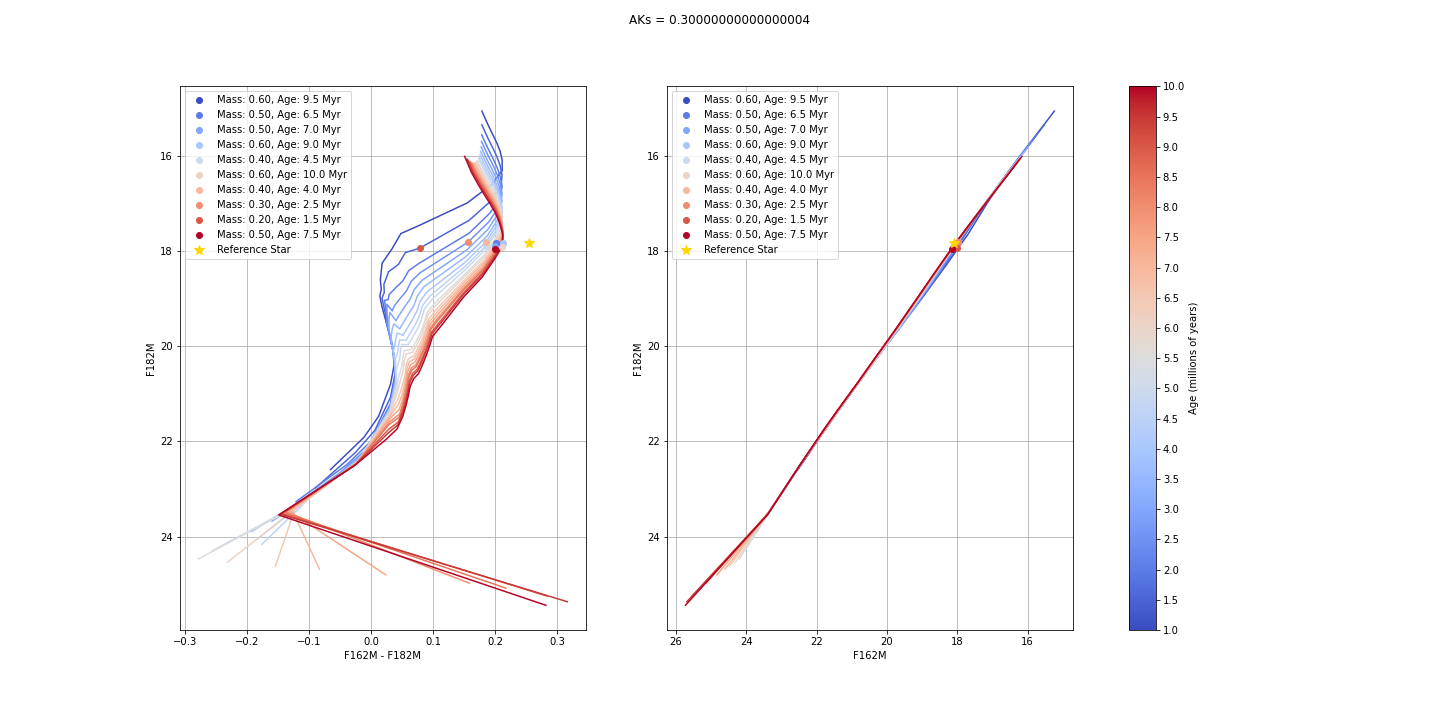 AKs = 0.30000000000000004
Mass: 0.60, Age: 9.5 Myr
Mass: 0.50, Age: 6.5 Myr
Mass: 0.50, Age: 7.0 Myr
Mass: 0.60, Age: 9.0 Myr
Mass: 0.40, Age: 4.5 Myr
Mass: 0.60, Age: 10.0 Myr
Mass: 0.40, Age: 4.0 Myr
Mass: 0.30, Age: 2.5 Myr
Mass: 0.20, Age: 1.5 Myr
Mass: 0.50, Age: 7.5 Myr
Reference Star
16
18
20
22
24
F182M
−0.3 −0.2 −0.1 0.0 0.1 0.2 0.3
F162M - F182M
Mass: 0.60, Age: 9.5 Myr
Mass: 0.50, Age: 6.5 Myr
Mass: 0.50, Age: 7.0 Myr
Mass: 0.60, Age: 9.0 Myr
Mass: 0.40, Age: 4.5 Myr
Mass: 0.60, Age: 10.0 Myr
Mass: 0.40, Age: 4.0 Myr
Mass: 0.30, Age: 2.5 Myr
Mass: 0.20, Age: 1.5 Myr
Mass: 0.50, Age: 7.5 Myr
Reference Star
16
18
20
22
24
F182M
26 24 22 20 18 16
F162M
10.0
9.5
9.0
8.5
8.0
7.5
7.0
6.5
6.0
5.5
5.0
4.5
4.0
3.5
3.0
2.5
2.0
1.5
1.0
Age (millions of years)